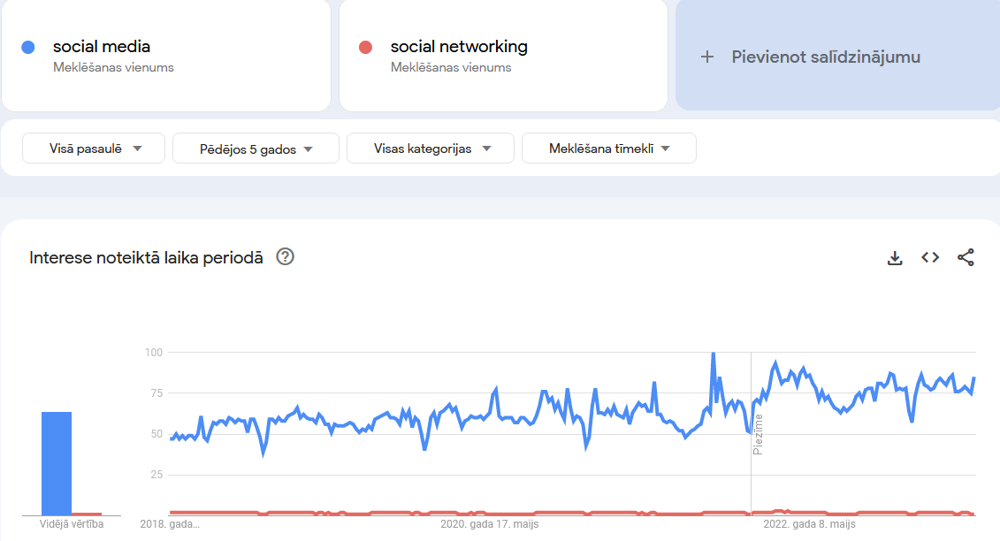 social media
Meklēšanas vienums
social networking
Meklēšanas vienums
+ Pievienot salīdzinājumu
Visā pasaulē
Pēdējos 5 gados
Visas kategorijas
Meklēšana tīmeklī
Interese noteiktā laika periodā
100
75
50
25
Piezīme
Vidējā vērtība
2018. gada...
2020. gada 17. maijs
2022. gada 8. maijs